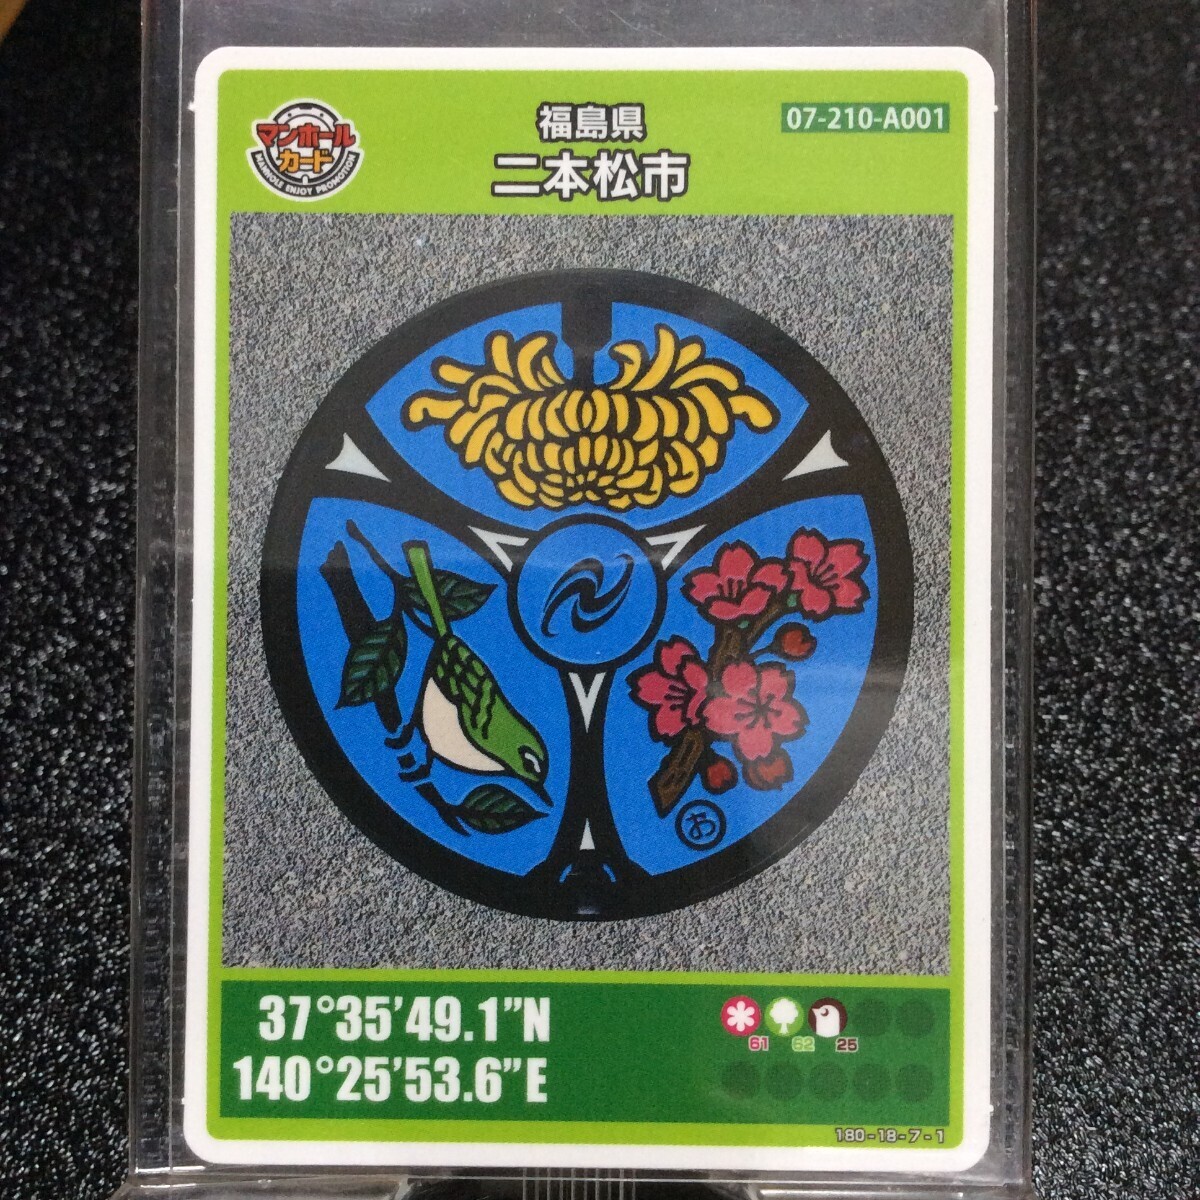 マンホール
カード
MANHOLE ENJOY PROMOTION
福島県
二本松市
07-210-A001
お
37°35’49.1”N
140°25’53.6”E
61 62 25
180-18-7-1